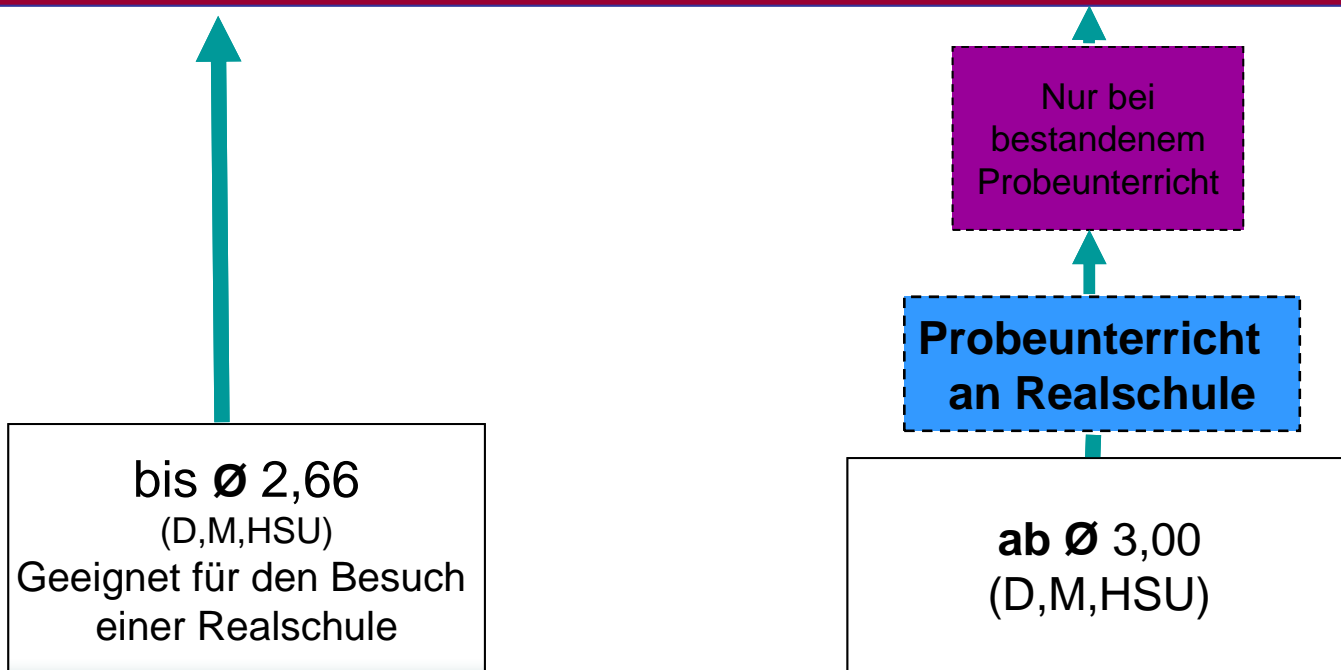 Nur bei
bestandenem
Probeunterricht
Probeunterricht
an Realschule
bis Ø 2,66
(D,M,HSU)
Geeignet für den Besuch
einer Realschule
ab Ø 3,00
(D,M,HSU)